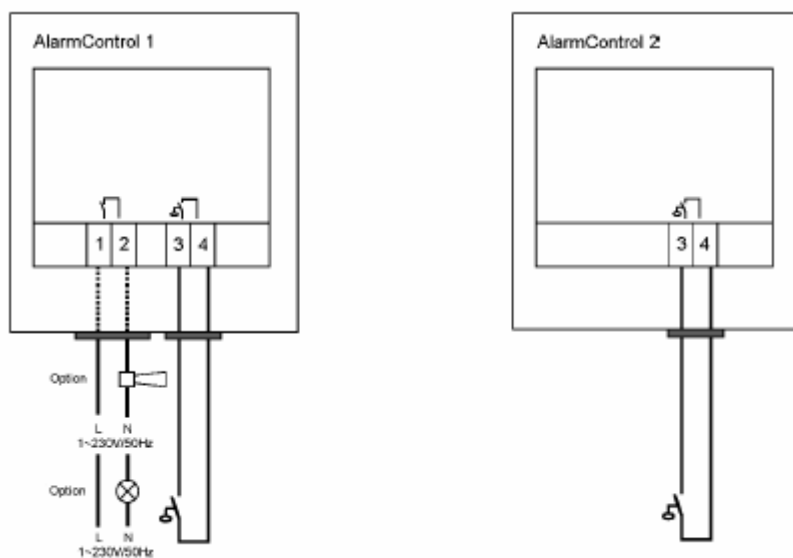 AlarmControl 1
1 2 3 4
Option
L N
1~230V/50Hz
Option
L N
1~230V/50Hz
AlarmControl 2
3 4